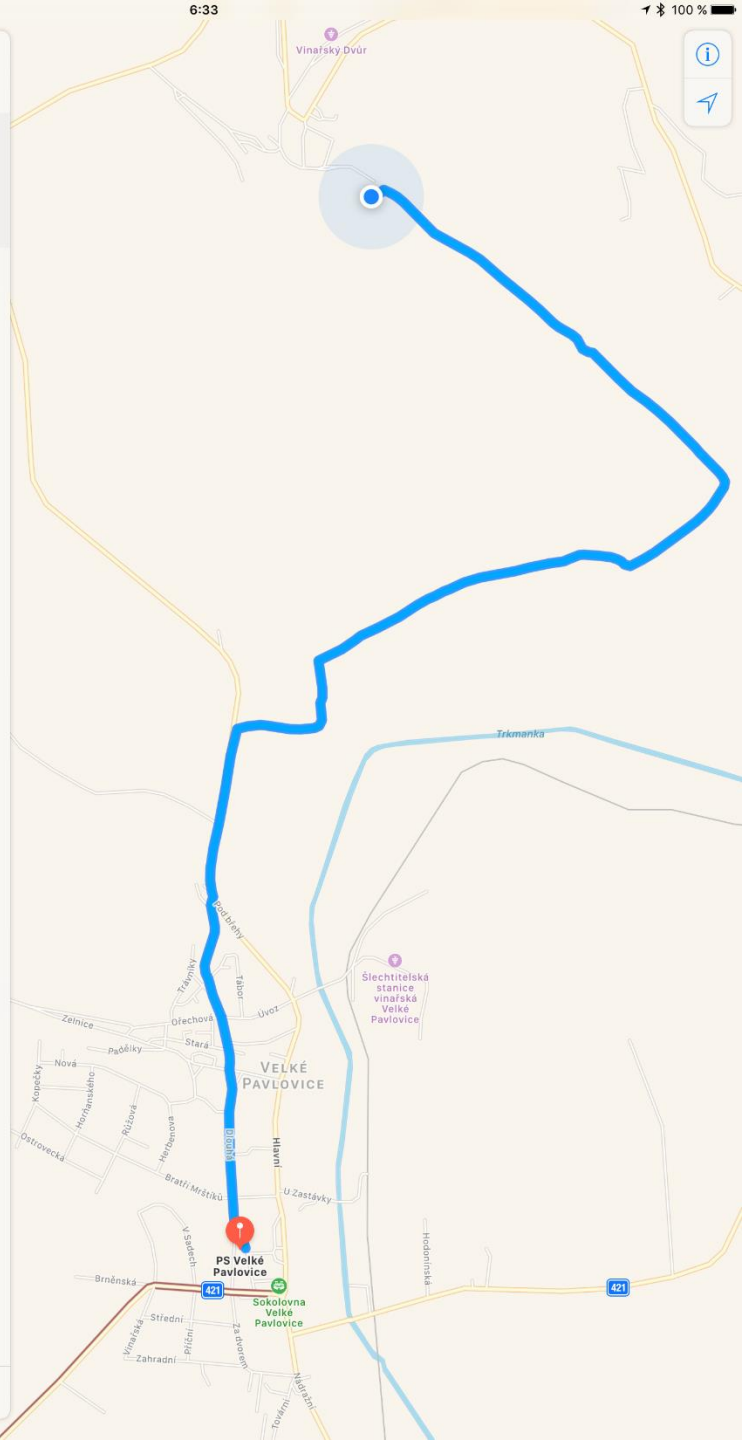 6:33
100 %
Vinařský Dvůr
Trkmanka
Pod břehy
Šlechtitelská
stanice
vinařská
Velké
Pavlovice
Trávníky
Tábor
Úvoz
Ořechová
Zelnice
Stará
Padělky
Nová
VELKÉ
PAVLOVICE
Kopečky
Horňanského
Růžová
Herbenova
Dlouhá
Hlavní
Ostrovecká
Bratří Mrštíků
U Zastávky
V Sadech
PS Velké
Pavlovice
Hodonínská
Brněnská
421
421
Sokolovna
Velké
Pavlovice
Střední
Vinařská
Příční
Za dvorem
Zahradní
Nádražní
Tovární